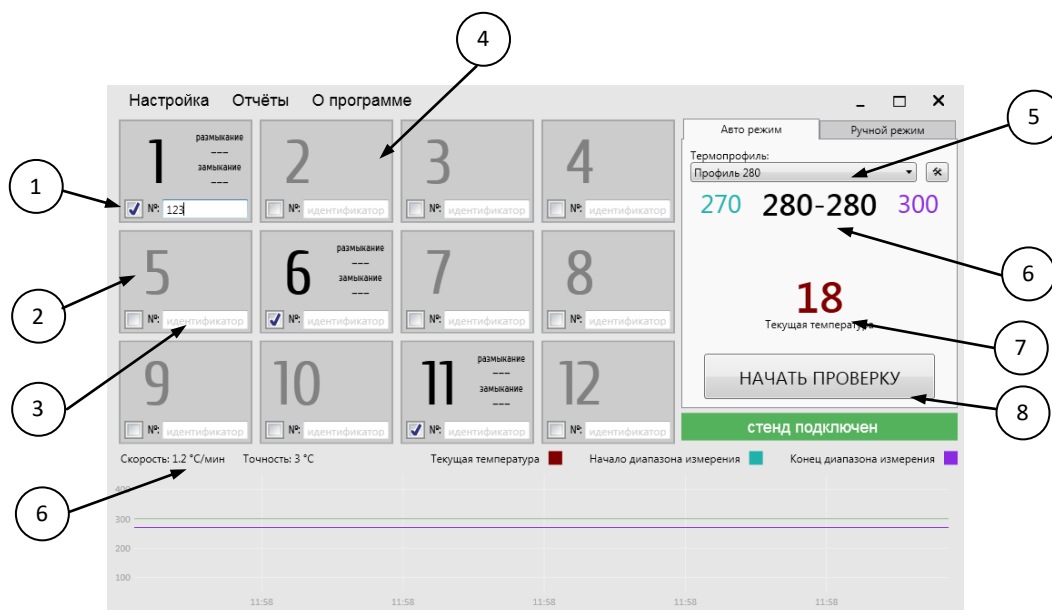 4
Настройка Отчёты О программе
5
Авто режим Ручной режим
1 размыкание
---
замыкание
---
2
3
4
Термопрофиль:
Профиль 280
1
№: 123
№: идентификатор
№: идентификатор
№: идентификатор
270 280-280 300
5
6 размыкание
---
замыкание
---
7
8
6
2
№: идентификатор
№: идентификатор
№: идентификатор
№: идентификатор
18
Текущая температура
7
9
10
11 размыкание
---
замыкание
---
12
НАЧАТЬ ПРОВЕРКУ
3
8
№: идентификатор
№: идентификатор
№: идентификатор
№: идентификатор
стенд подключен
Скорость: 1.2 °C/мин Точность: 3 °C Текущая температура Начало диапазона измерения Конец диапазона измерения
6
400
300
200
100
11:58 11:58 11:58 11:58 11:58